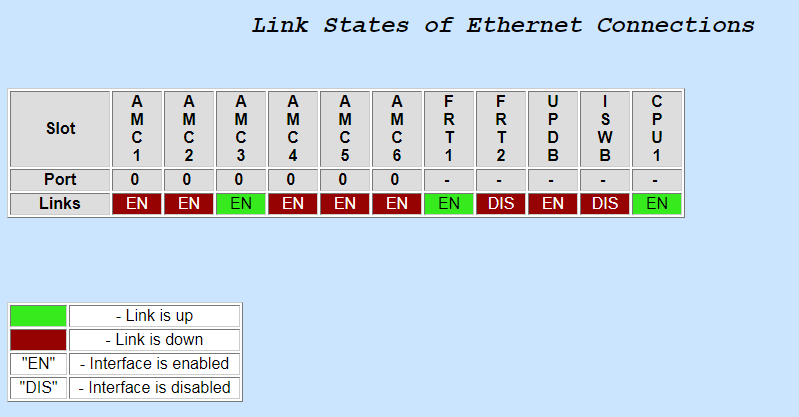 Link States of Ethernet Connections
Slot AMC1 AMC2 AMC3 AMC4 AMC5 AMC6 FRT1 FRT2 UPDB ISWB CPU1
Port 0 0 0 0 0 0 - - - - -
Links EN EN EN EN EN EN EN DIS EN DIS EN
- Link is up
- Link is down
"EN" - Interface is enabled
"DIS" - Interface is disabled